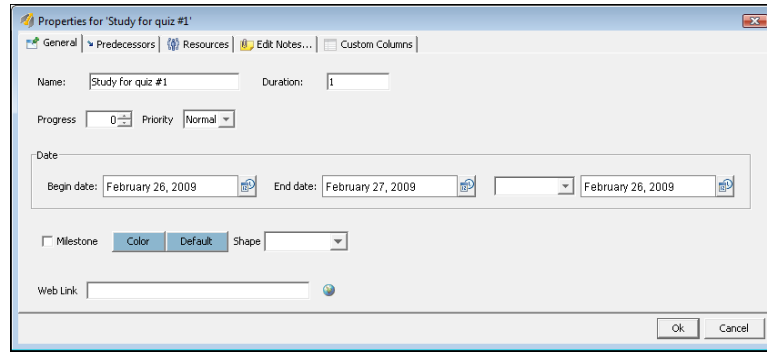 Properties for 'Study for quiz #1'
General Predecessors Resources Edit Notes... Custom Columns
Name: Study for quiz #1 Duration: 1
Progress 0 Priority Normal
Date
Begin date: February 26, 2009 End date: February 27, 2009 February 26, 2009
Milestone Color Default Shape
Web Link
Ok Cancel